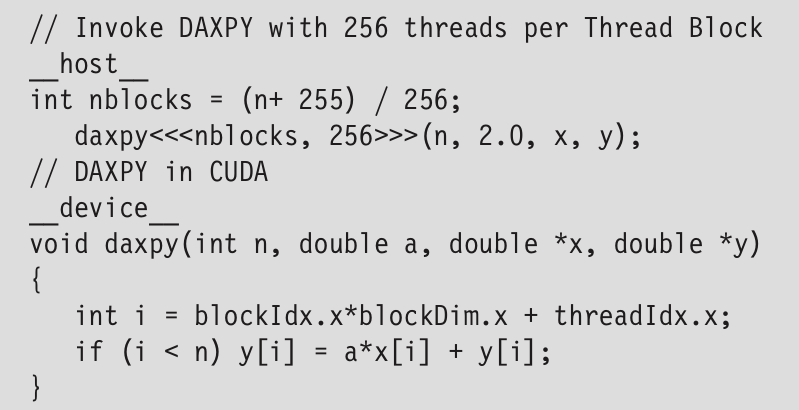 // Invoke DAXPY with 256 threads per Thread Block
__host__
int nblocks = (n+ 255) / 256;
   daxpy<<<nblocks, 256>>>(n, 2.0, x, y);
// DAXPY in CUDA
__device__
void daxpy(int n, double a, double *x, double *y)
{
   int i = blockIdx.x*blockDim.x + threadIdx.x;
   if (i < n) y[i] = a*x[i] + y[i];
}